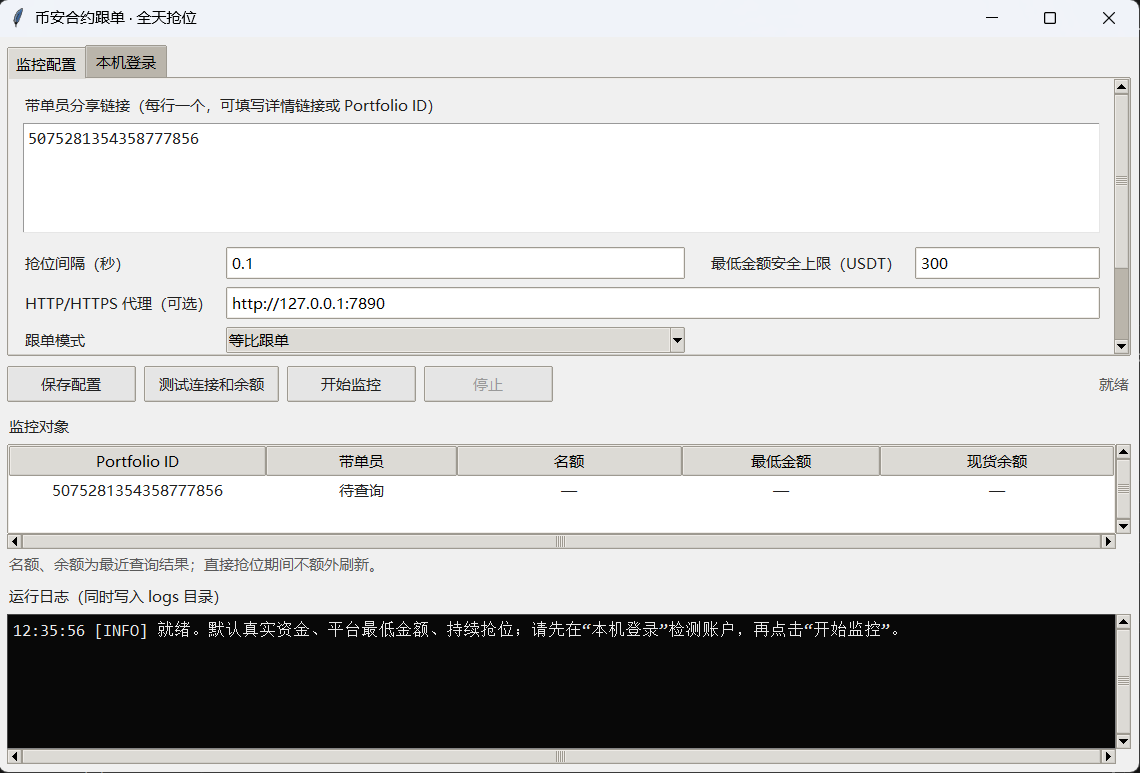 币安合约跟单 · 全天抢位
监控配置 本机登录
带单员分享链接（每行一个，可填写详情链接或 Portfolio ID）
5075281354358777856
抢位间隔（秒） 0.1 最低金额安全上限（USDT） 300
HTTP/HTTPS 代理（可选） http://127.0.0.1:7890
跟单模式 等比跟单
保存配置 测试连接和余额 开始监控 停止 就绪
监控对象
Portfolio ID 带单员 名额 最低金额 现货余额
5075281354358777856 待查询 — — —
名额、余额为最近查询结果；直接抢位期间不额外刷新。
运行日志（同时写入 logs 目录）
12:35:56 [INFO] 就绪。默认真实资金、平台最低金额、持续抢位；请先在“本机登录”检测账户，再点击“开始监控”。